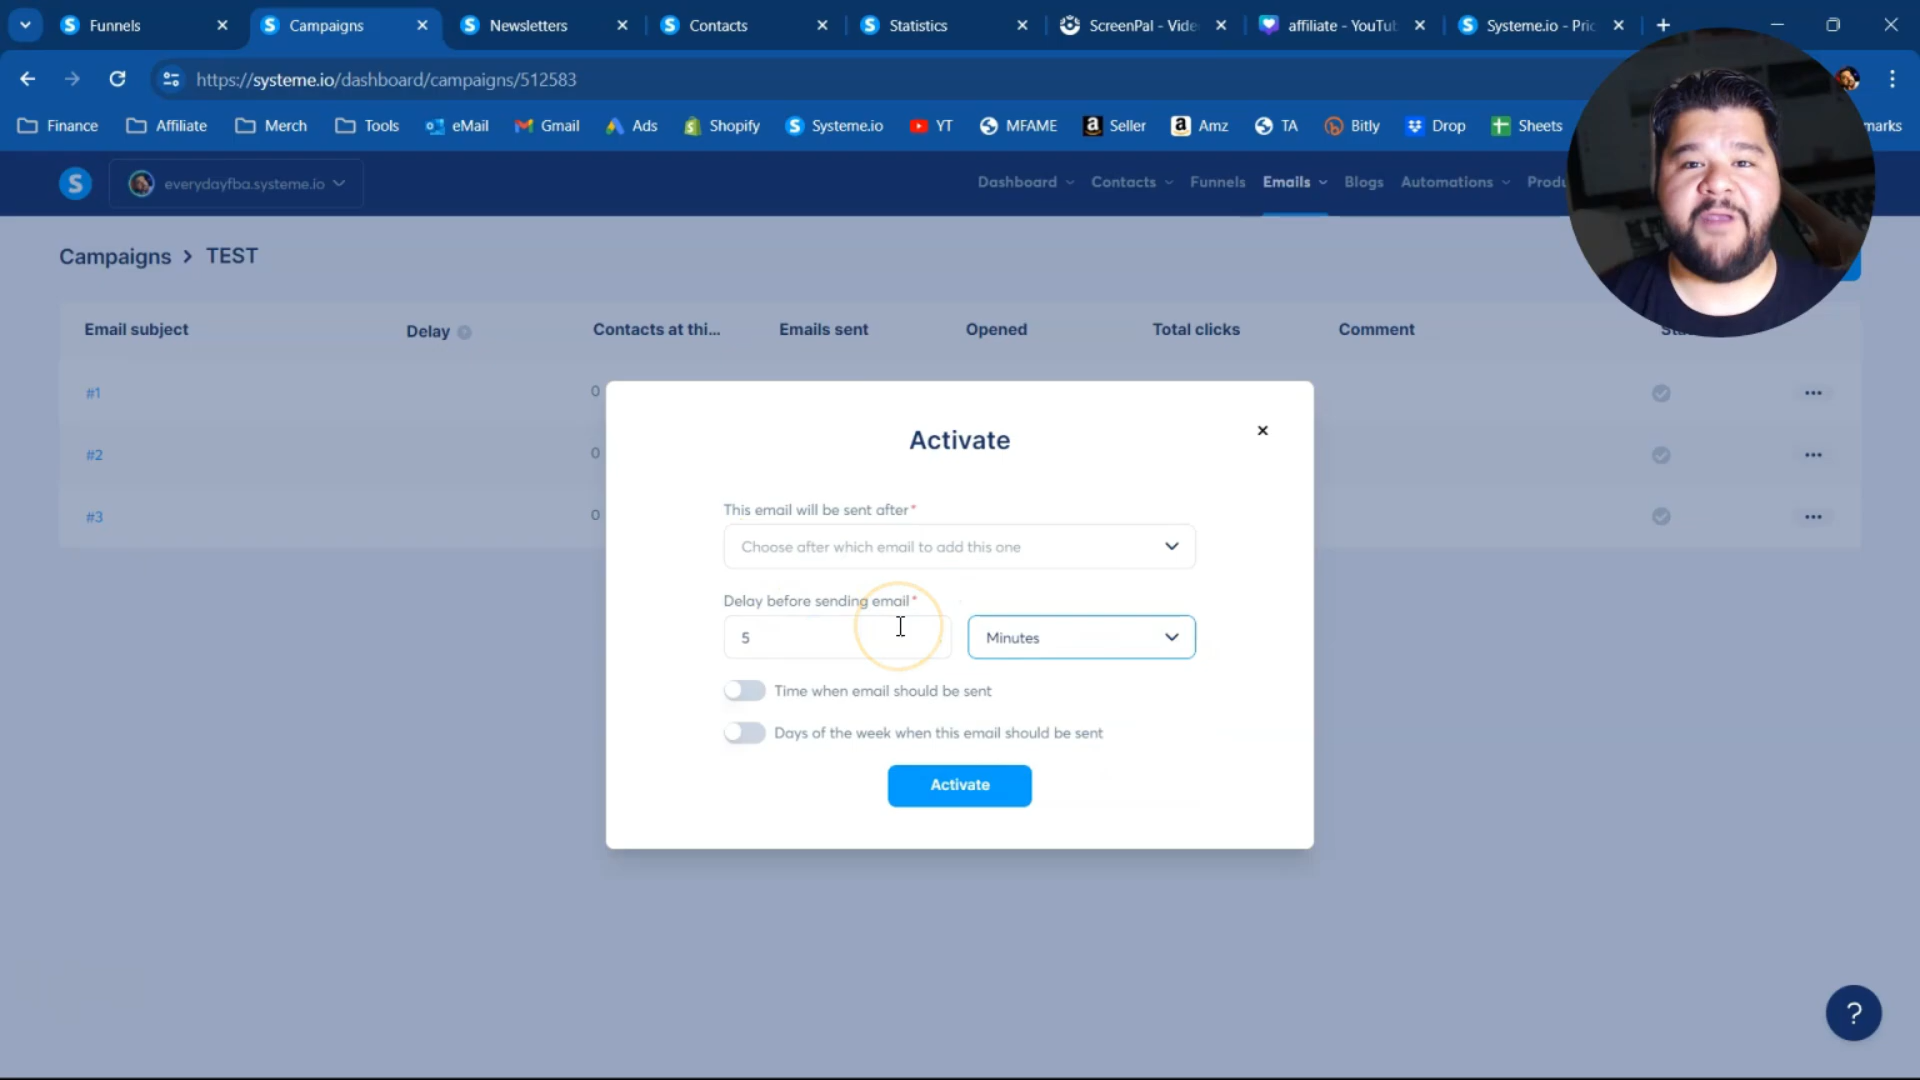 Funnels
Campaigns
Newsletters
Contacts
Statistics
ScreenPal - Vide
affiliate - YouTub
Systeme.io - Pric
https://systeme.io/dashboard/campaigns/512583
Finance
Affiliate
Merch
Tools
eMail
Gmail
Ads
Shopify
Systeme.io
YT
MFAME
Seller
Amz
TA
Bitly
Drop
Sheets
marks
S
everydayfba.systeme.io
Dashboard
Contacts
Funnels
Emails
Blogs
Automations
Produ
Campaigns > TEST
Email subject
Delay
Contacts at thi...
Emails sent
Opened
Total clicks
Comment
#1
0
#2
0
#3
0
Activate
This email will be sent after*
Choose after which email to add this one
Delay before sending email*
5
Minutes
Time when email should be sent
Days of the week when this email should be sent
Activate
?